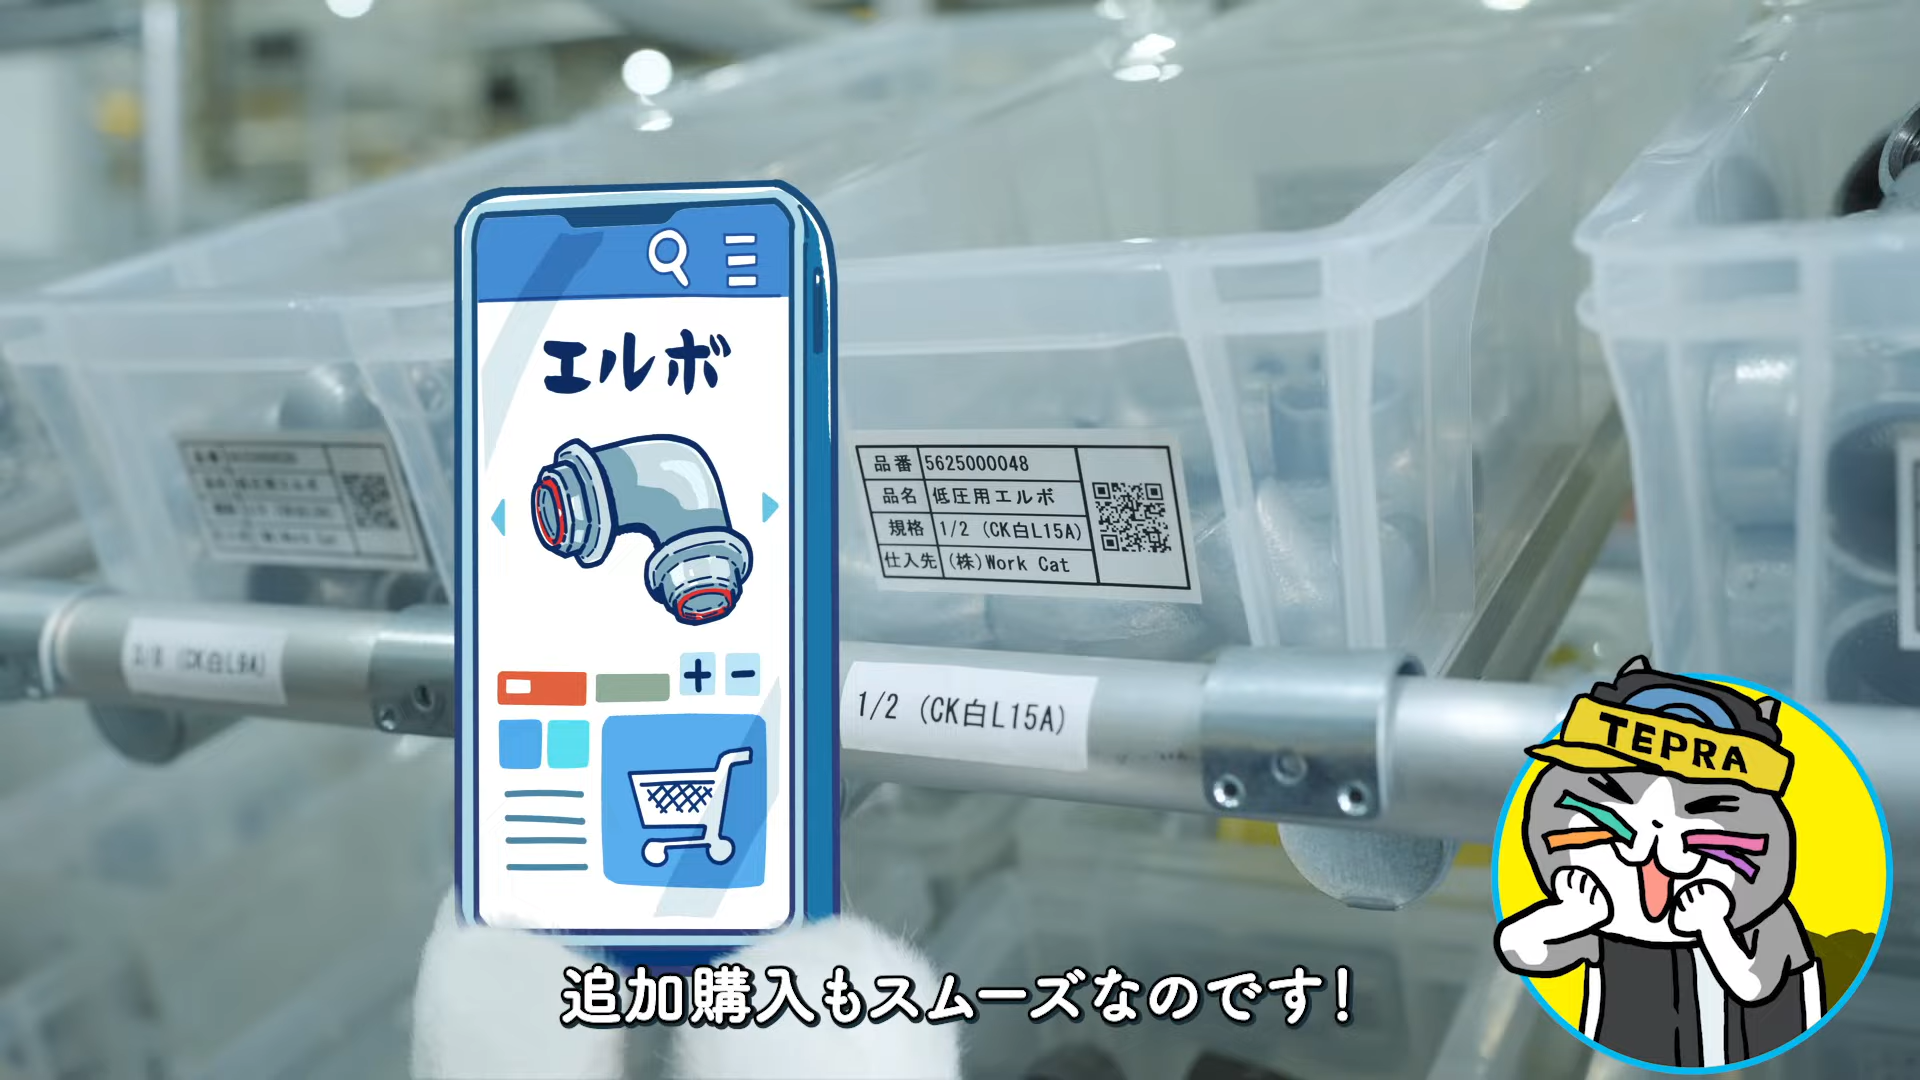 エルボ
品番 5625000048
品名 低圧用エルボ
規格 1/2 (CK白L15A)
仕入先 (株)Work Cat
1/2 (CK白L15A)
TEPRA
追加購入もスムーズなのです!